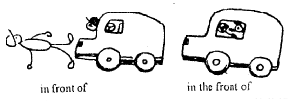 in front of
in the front of